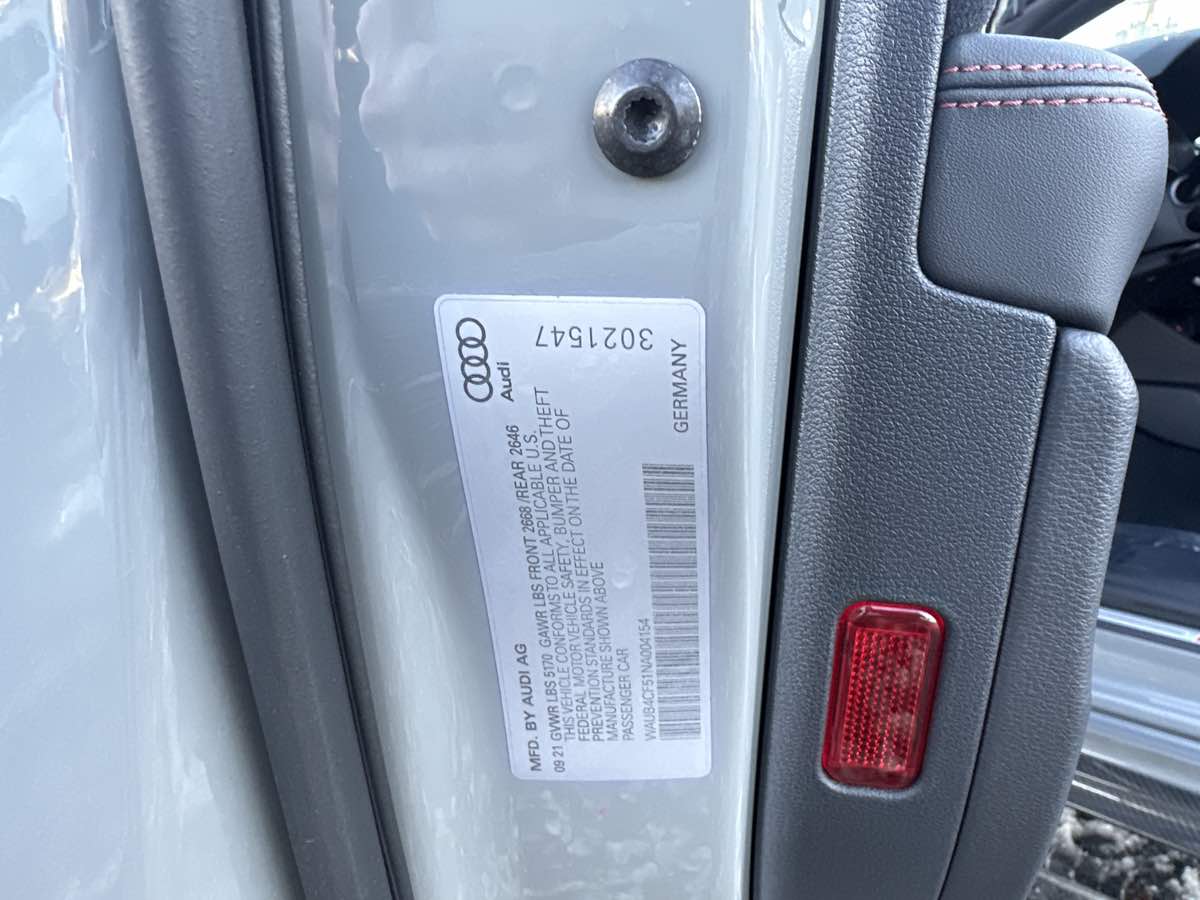 Audi
3021547
MFD. BY AUDI AG
09 21 GVWR LBS 5170 GAWR LBS FRONT 2668 /REAR 2646
THIS VEHICLE CONFORMS TO ALL APPLICABLE U.S.
FEDERAL MOTOR VEHICLE SAFETY, BUMPER AND THEFT
PREVENTION STANDARDS IN EFFECT ON THE DATE OF
MANUFACTURE SHOWN ABOVE
PASSENGER CAR
WAUB4CF51NA004154
GERMANY